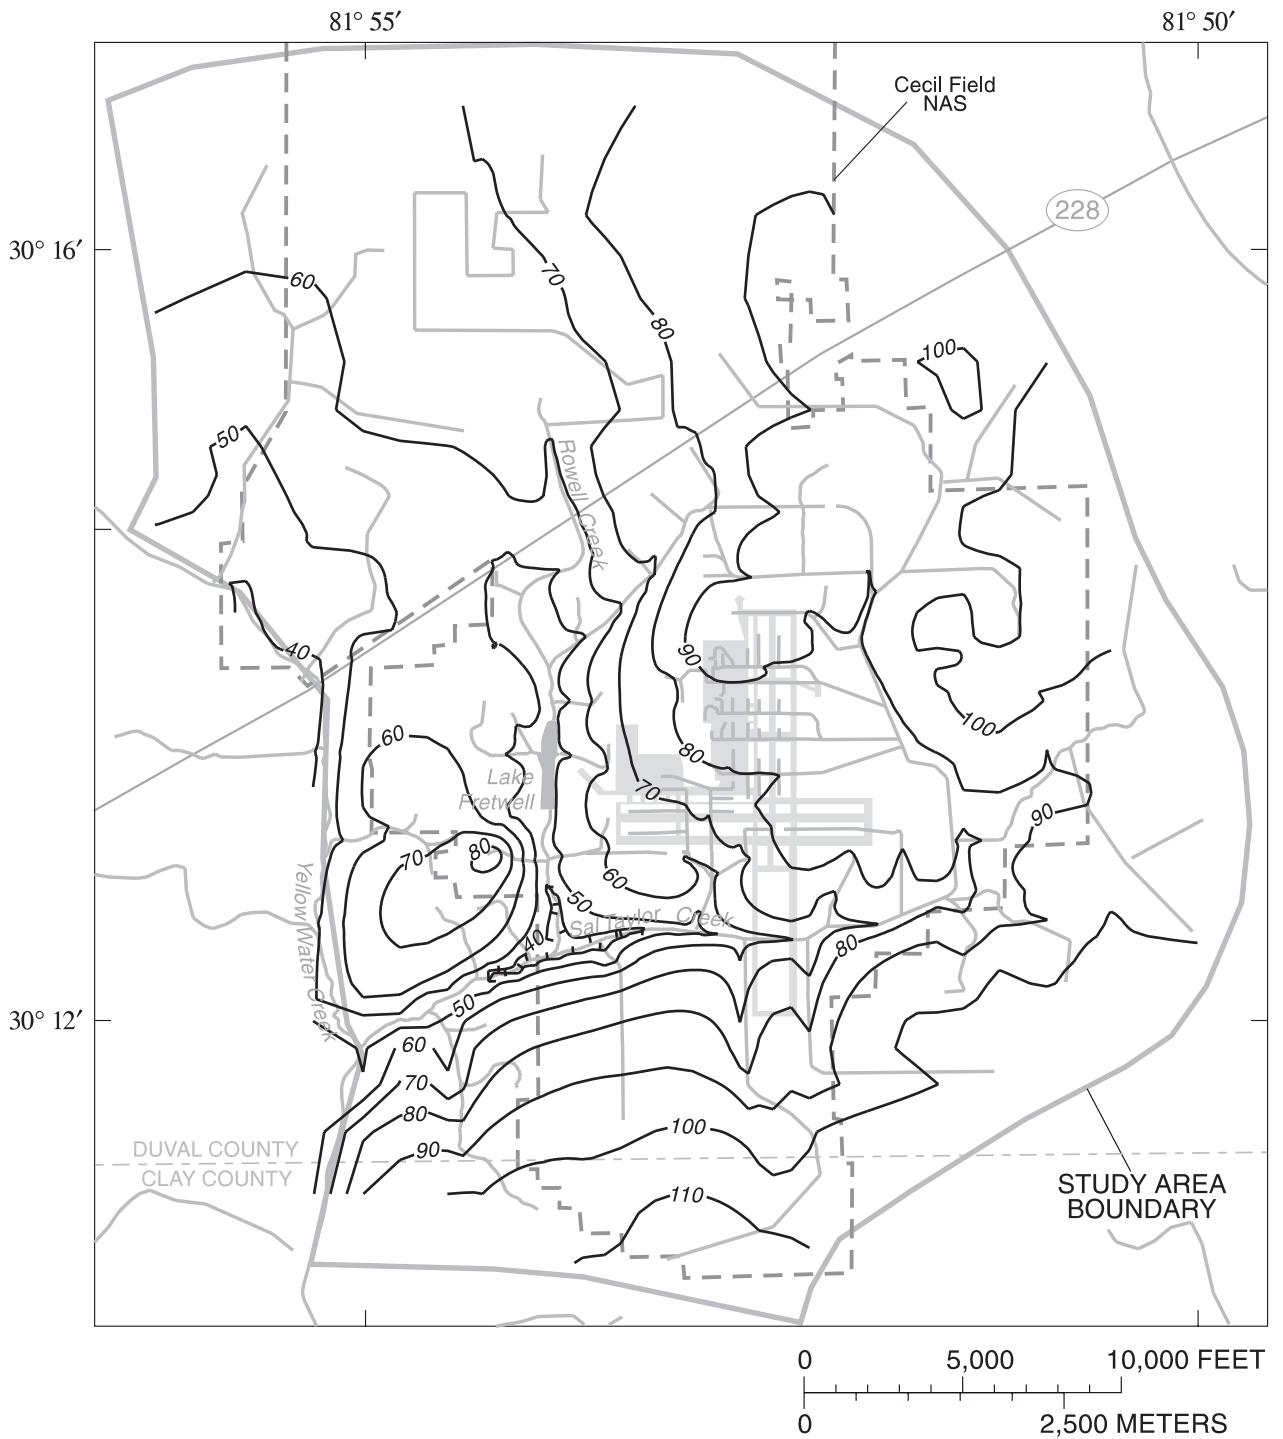 81° 55′
81° 50′
Cecil Field
NAS
228
30° 16′
60
70
80
100
50
Rowell Creek
40
90
100
60
80
Lake
Fretwell
70
90
70
80
60
Yellow Water Creek
50
Sal Taylor Creek
40
80
50
30° 12′
60
70
80
100
90
DUVAL COUNTY
CLAY COUNTY
110
STUDY AREA
BOUNDARY
0 5,000 10,000 FEET
0 2,500 METERS